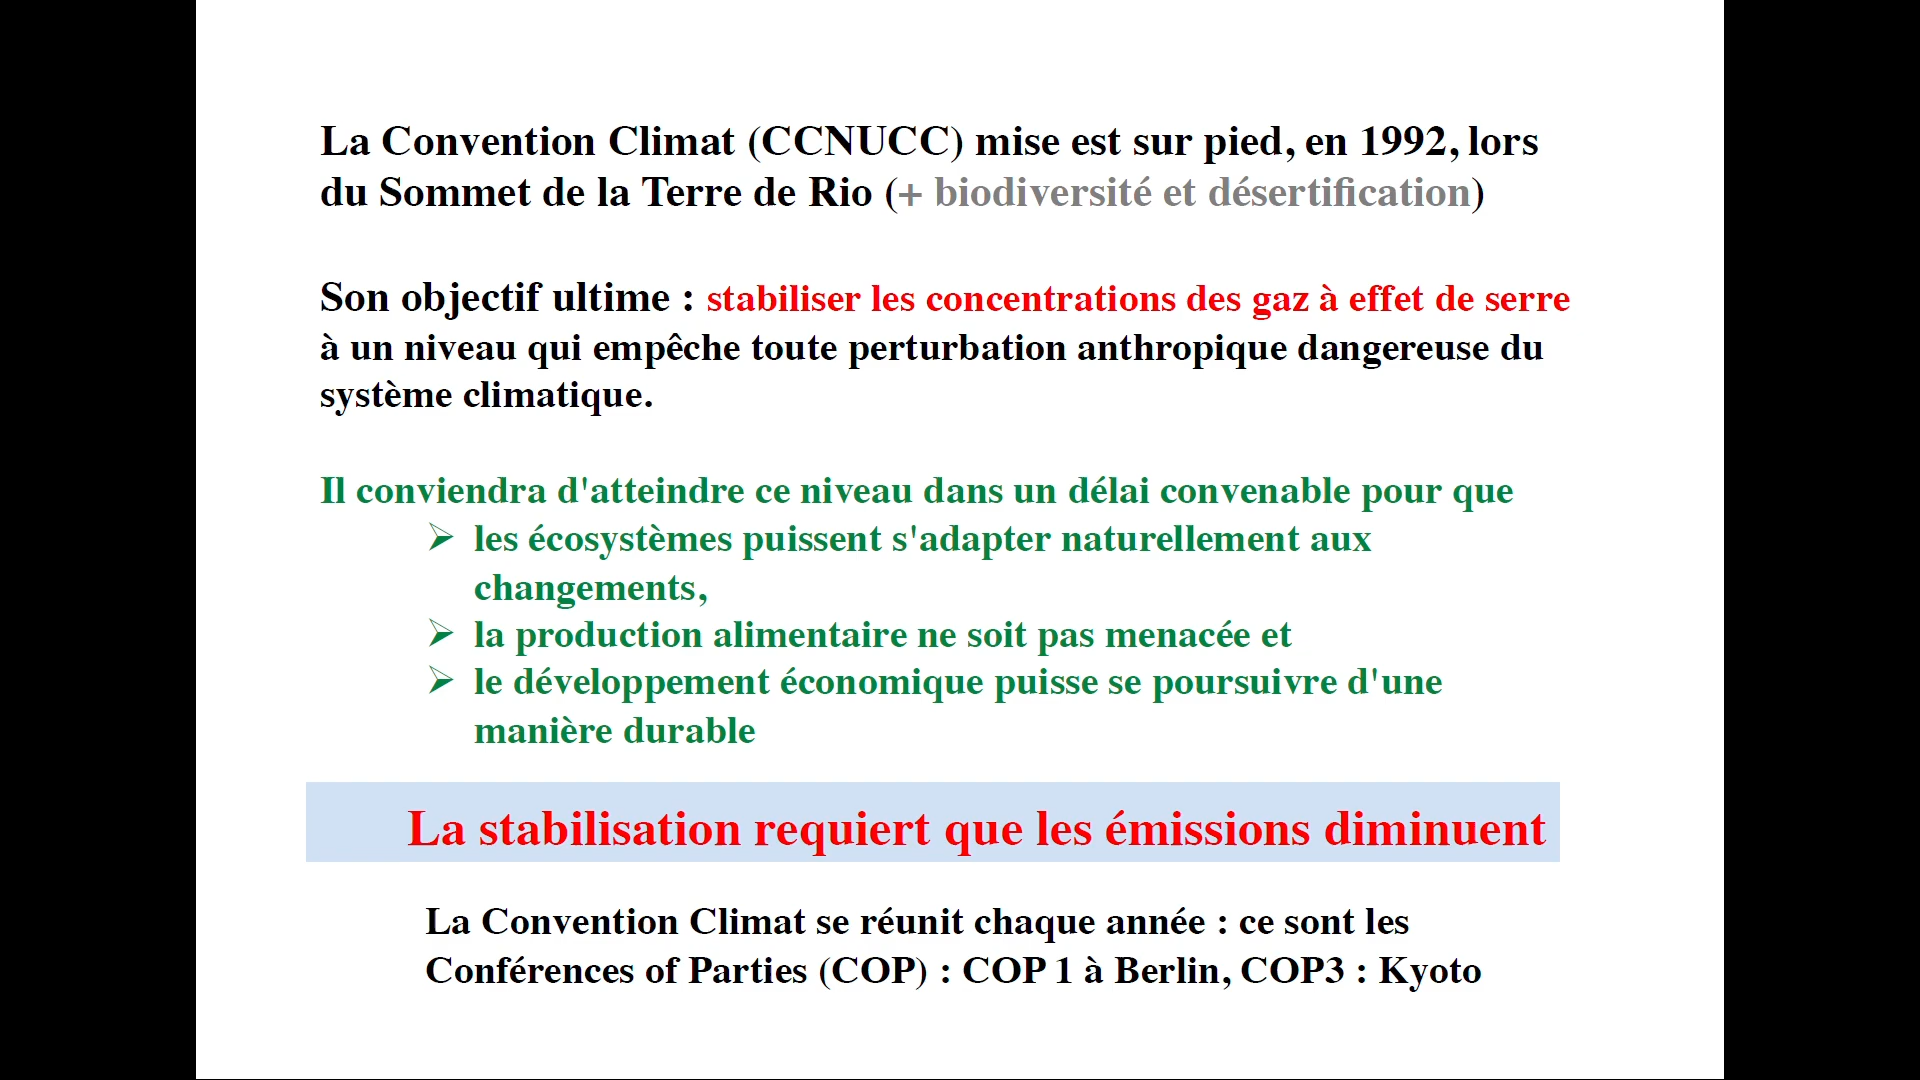 La Convention Climat (CCNUCC) mise est sur pied, en 1992, lors
du Sommet de la Terre de Rio (+ biodiversité et désertification)
Son objectif ultime : stabiliser les concentrations des gaz à effet de serre
à un niveau qui empêche toute perturbation anthropique dangereuse du
système climatique.
Il conviendra d'atteindre ce niveau dans un délai convenable pour que
➢ les écosystèmes puissent s'adapter naturellement aux
changements,
➢ la production alimentaire ne soit pas menacée et
➢ le développement économique puisse se poursuivre d'une
manière durable
La stabilisation requiert que les émissions diminuent
La Convention Climat se réunit chaque année : ce sont les
Conférences of Parties (COP) : COP 1 à Berlin, COP3 : Kyoto